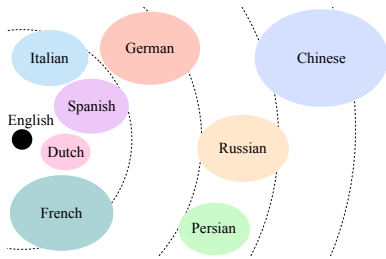 Italian
German
Chinese
Spanish
English
Dutch
Russian
French
Persian